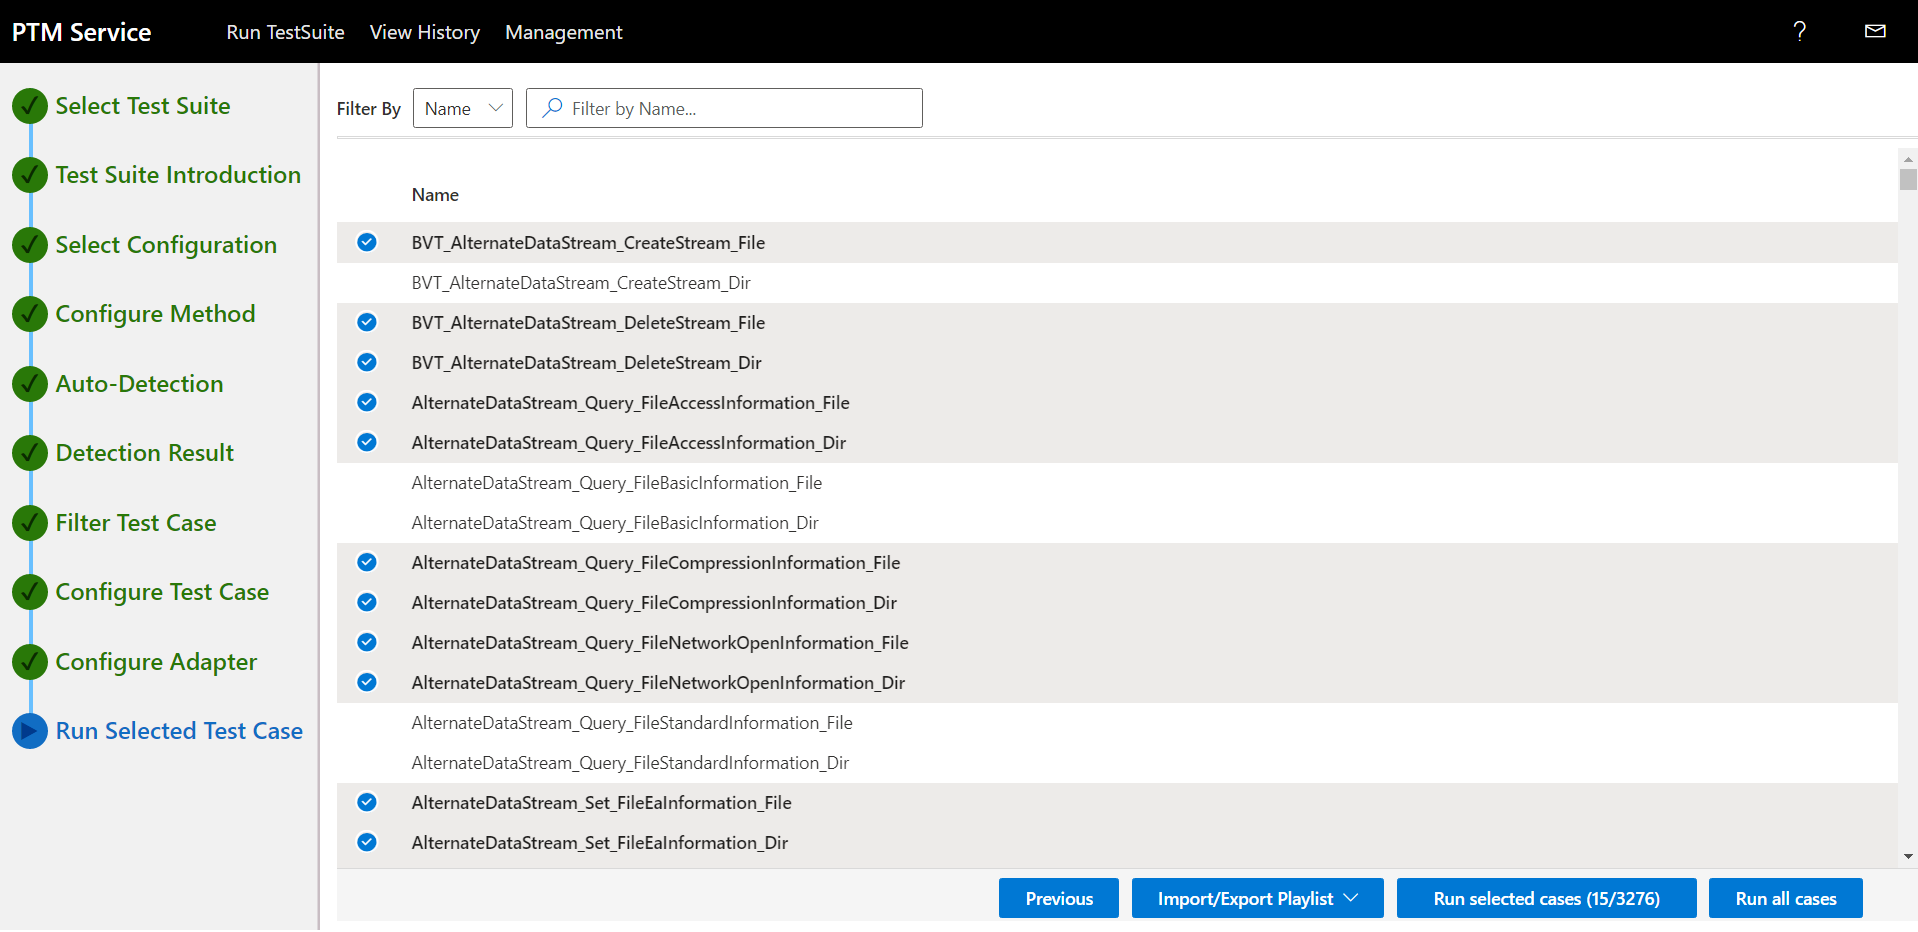 PTM Service
Run TestSuite
View History
Management
?
Select Test Suite
Test Suite Introduction
Select Configuration
Configure Method
Auto-Detection
Detection Result
Filter Test Case
Configure Test Case
Configure Adapter
Run Selected Test Case
Filter By
Name
Filter by Name...
Name
BVT_AlternateDataStream_CreateStream_File
BVT_AlternateDataStream_CreateStream_Dir
BVT_AlternateDataStream_DeleteStream_File
BVT_AlternateDataStream_DeleteStream_Dir
AlternateDataStream_Query_FileAccessInformation_File
AlternateDataStream_Query_FileAccessInformation_Dir
AlternateDataStream_Query_FileBasicInformation_File
AlternateDataStream_Query_FileBasicInformation_Dir
AlternateDataStream_Query_FileCompressionInformation_File
AlternateDataStream_Query_FileCompressionInformation_Dir
AlternateDataStream_Query_FileNetworkOpenInformation_File
AlternateDataStream_Query_FileNetworkOpenInformation_Dir
AlternateDataStream_Query_FileStandardInformation_File
AlternateDataStream_Query_FileStandardInformation_Dir
AlternateDataStream_Set_FileEaInformation_File
AlternateDataStream_Set_FileEaInformation_Dir
Previous
Import/Export Playlist
Run selected cases (15/3276)
Run all cases